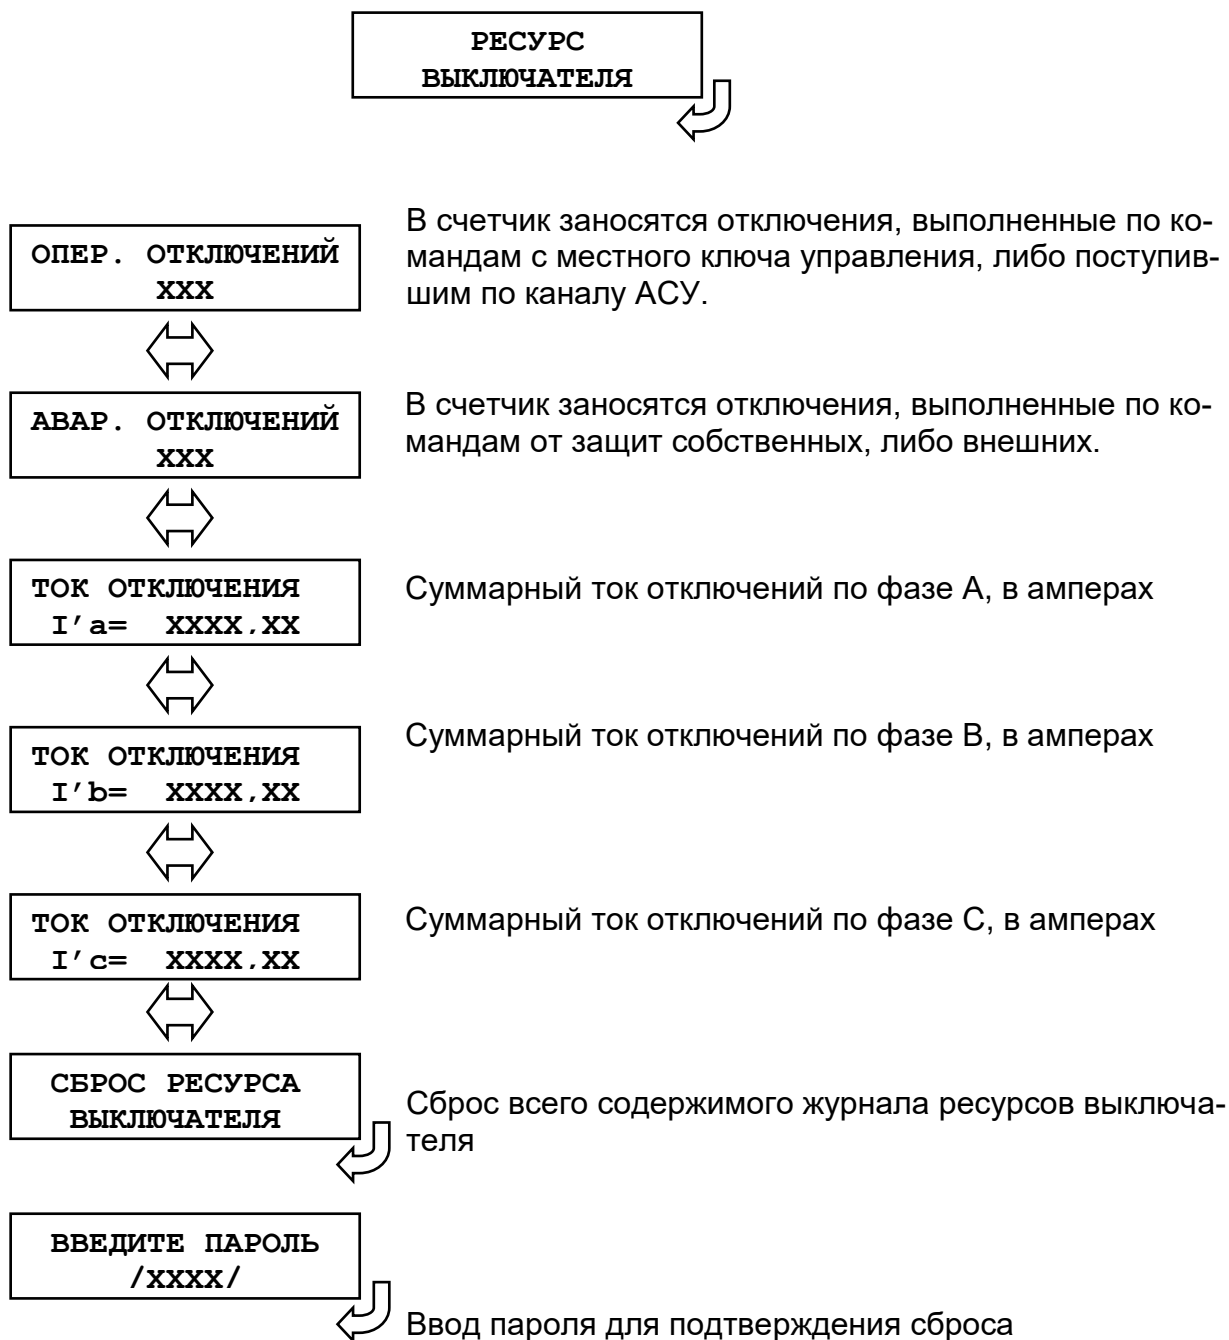 РЕСУРС
ВЫКЛЮЧАТЕЛЯ
ОПЕР. ОТКЛЮЧЕНИЙ
XXX
В счетчик заносятся отключения, выполненные по ко-
мандам с местного ключа управления, либо поступив-
шим по каналу АСУ.
АВАР. ОТКЛЮЧЕНИЙ
XXX
В счетчик заносятся отключения, выполненные по ко-
мандам от защит собственных, либо внешних.
ТОК ОТКЛЮЧЕНИЯ
I'a= XXXX,XX
Суммарный ток отключений по фазе А, в амперах
ТОК ОТКЛЮЧЕНИЯ
I'b= XXXX,XX
Суммарный ток отключений по фазе В, в амперах
ТОК ОТКЛЮЧЕНИЯ
I'c= XXXX,XX
Суммарный ток отключений по фазе С, в амперах
СБРОС РЕСУРСА
ВЫКЛЮЧАТЕЛЯ
Сброс всего содержимого журнала ресурсов выключа-
теля
ВВЕДИТЕ ПАРОЛЬ
/XXXX/
Ввод пароля для подтверждения сброса